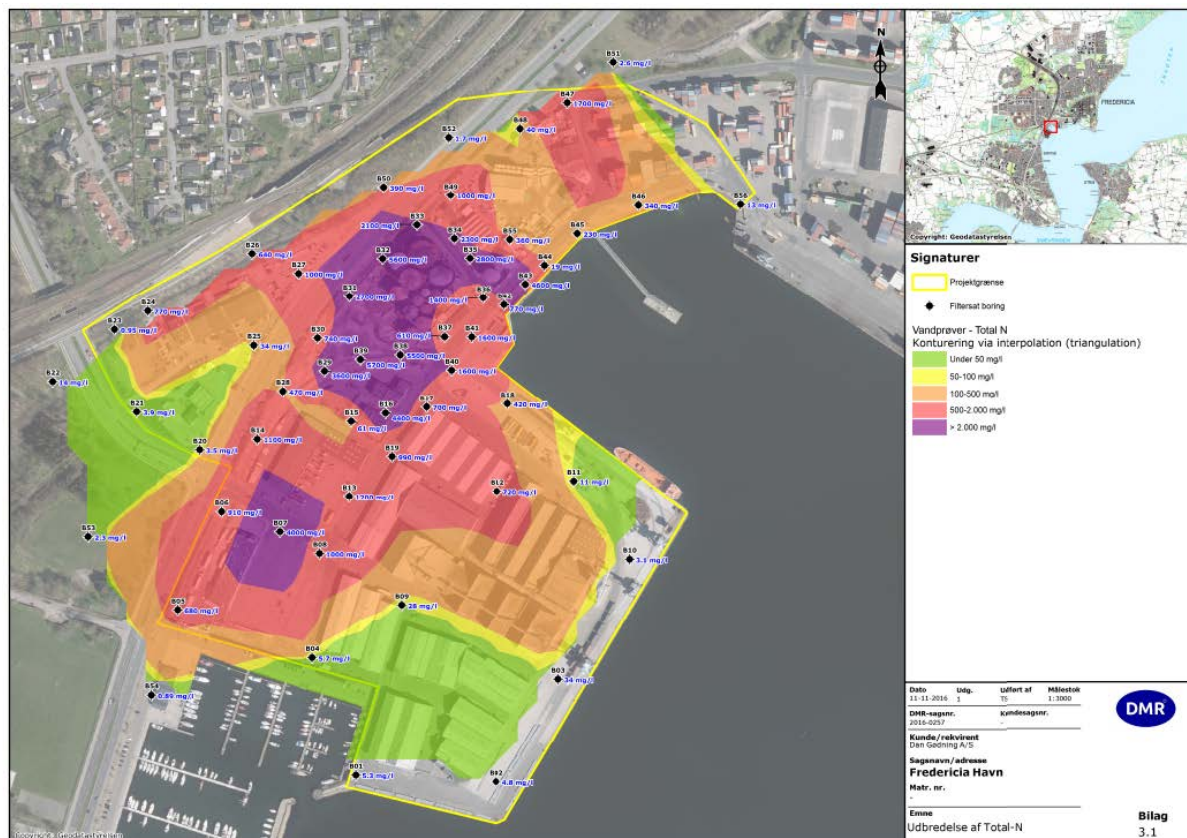 N
B51
2.6 mg/l
B47
1700 mg/l
B48
40 mg/l
B52
1.7 mg/l
B50
390 mg/l
B49
1000 mg/l
B46
340 mg/l
B56
13 mg/l
B33
2100 mg/l
B34
2300 mg/l
B55
360 mg/l
B45
230 mg/l
B26
640 mg/l
B32
5600 mg/l
B35
2800 mg/l
B44
19 mg/l
B27
1000 mg/l
B43
4600 mg/l
B31
2700 mg/l
B36
1400 mg/l
B42
770 mg/l
B24
270 mg/l
B23
0.95 mg/l
B25
34 mg/l
B30
740 mg/l
B37
610 mg/l
B41
1600 mg/l
B38
5500 mg/l
B39
5700 mg/l
B29
3600 mg/l
B40
1600 mg/l
B22
14 mg/l
B28
470 mg/l
B21
3.9 mg/l
B16
4400 mg/l
B17
700 mg/l
B18
420 mg/l
B15
61 mg/l
B14
1100 mg/l
B20
3.5 mg/l
B19
990 mg/l
B11
11 mg/l
B12
720 mg/l
B13
1200 mg/l
B06
910 mg/l
B07
4000 mg/l
B53
2.3 mg/l
B08
1000 mg/l
B10
3.1 mg/l
B05
680 mg/l
B09
28 mg/l
B04
5.7 mg/l
B03
34 mg/l
B54
0.89 mg/l
B01
5.3 mg/l
B02
4.8 mg/l
Copyright: Geodatastyrelsen
FREDERICIA
Copyright: Geodatastyrelsen
Signaturer
Projektgrænse
Filtersat boring
Vandprøver - Total N
Konturering via interpolation (triangulation)
Under 50 mg/l
50-100 mg/l
100-500 mg/l
500-2.000 mg/l
> 2.000 mg/l
Dato Udg. Udført af Målestok
11-11-2016 1 TS 1:3000
DMR-sagsnr. Kundesagsnr.
2016-0257 -
Kunde/rekvirent
Dan Gødning A/S
Sagsnavn/adresse
Fredericia Havn
Matr. nr.
-
Emne
Udbredelse af Total-N
DMR
Bilag
3.1